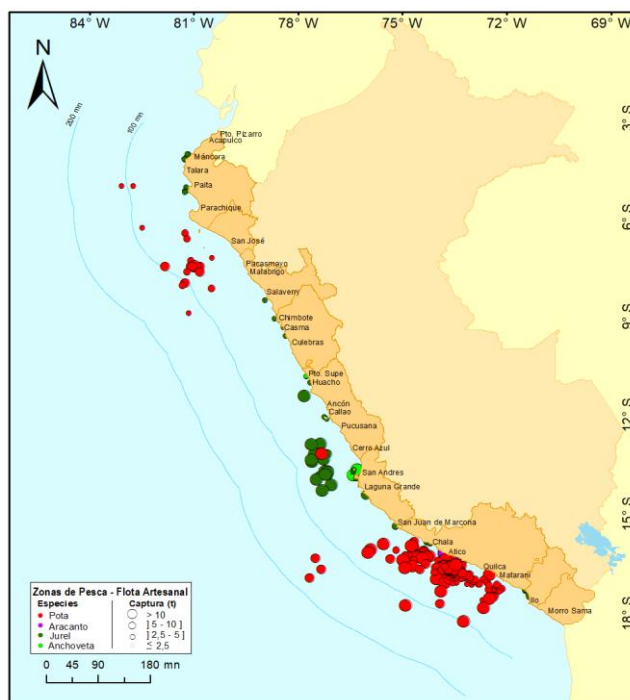 84° W 81° W 78° W 75° W 72° W 69° W
N
200 mn
100 mn
3° S
Pto. Pizarro
Acapulco
Máncora
Talara
Paita
6° S
Parachique
San José
Pacasmayo
Malabrigo
Salaverry
9° S
Chimbote
Casma
Culebras
Pto. Supe
Huacho
Ancón
12° S
Callao
Pucusana
Cerro Azul
San Andres
Laguna Grande
15° S
San Juan de Marcona
Chala
Atico
Quilca
Matarani
Ilo
Morro Sama
18° S
Zonas de Pesca - Flota Artesanal
Especies
Pota
Aracanto
Jurel
Anchoveta
Captura (t)
> 10
] 5 - 10 ]
] 2,5 - 5 ]
≤ 2,5
0 45 90 180 mn